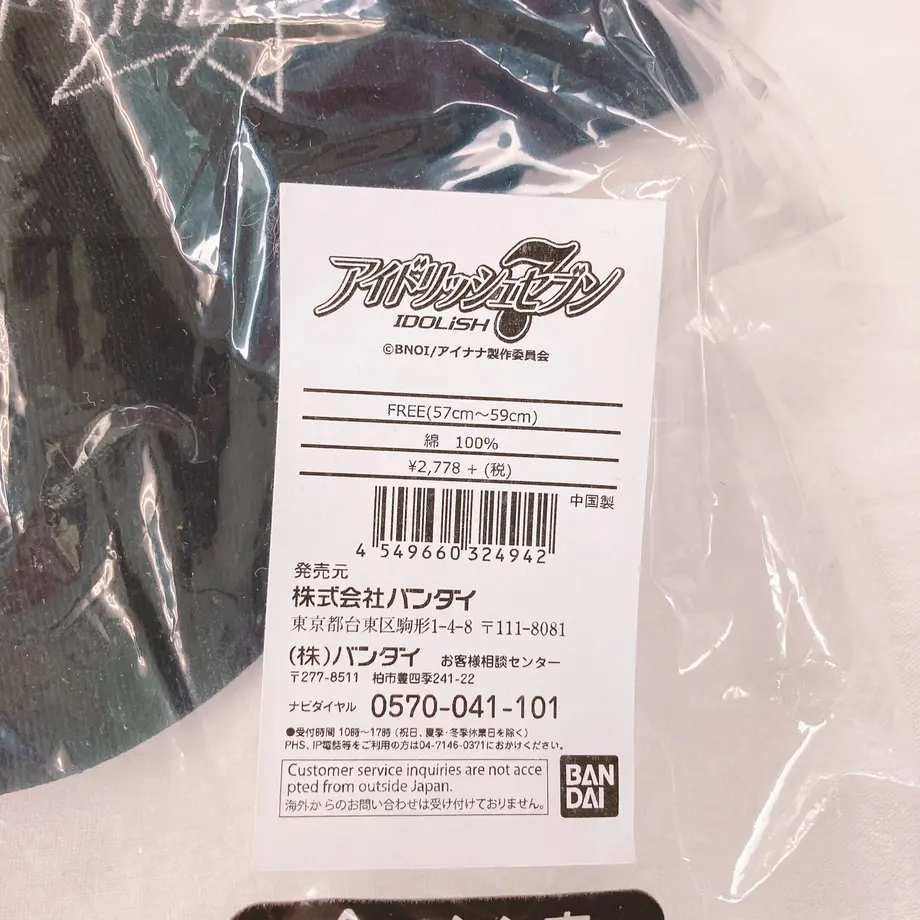 アイドリッシュセブン
IDOLiSH7
©BNOI/アイナナ製作委員会
FREE(57cm～59cm)
綿 100%
¥2,778 + (税)
中国製
4 549660 324942
発売元
株式会社バンダイ
東京都台東区駒形1-4-8 〒111-8081
(株)バンダイ お客様相談センター
〒277-8511 柏市豊四季241-22
ナビダイヤル 0570-041-101
●受付時間 10時～17時 (祝日、夏季・冬季休業日を除く)
PHS、IP電話等をご利用の方は04-7146-0371におかけください。
Customer service inquiries are not acce
pted from outside Japan.
海外からのお問い合わせは受け付けておりません。
BAN
DAI